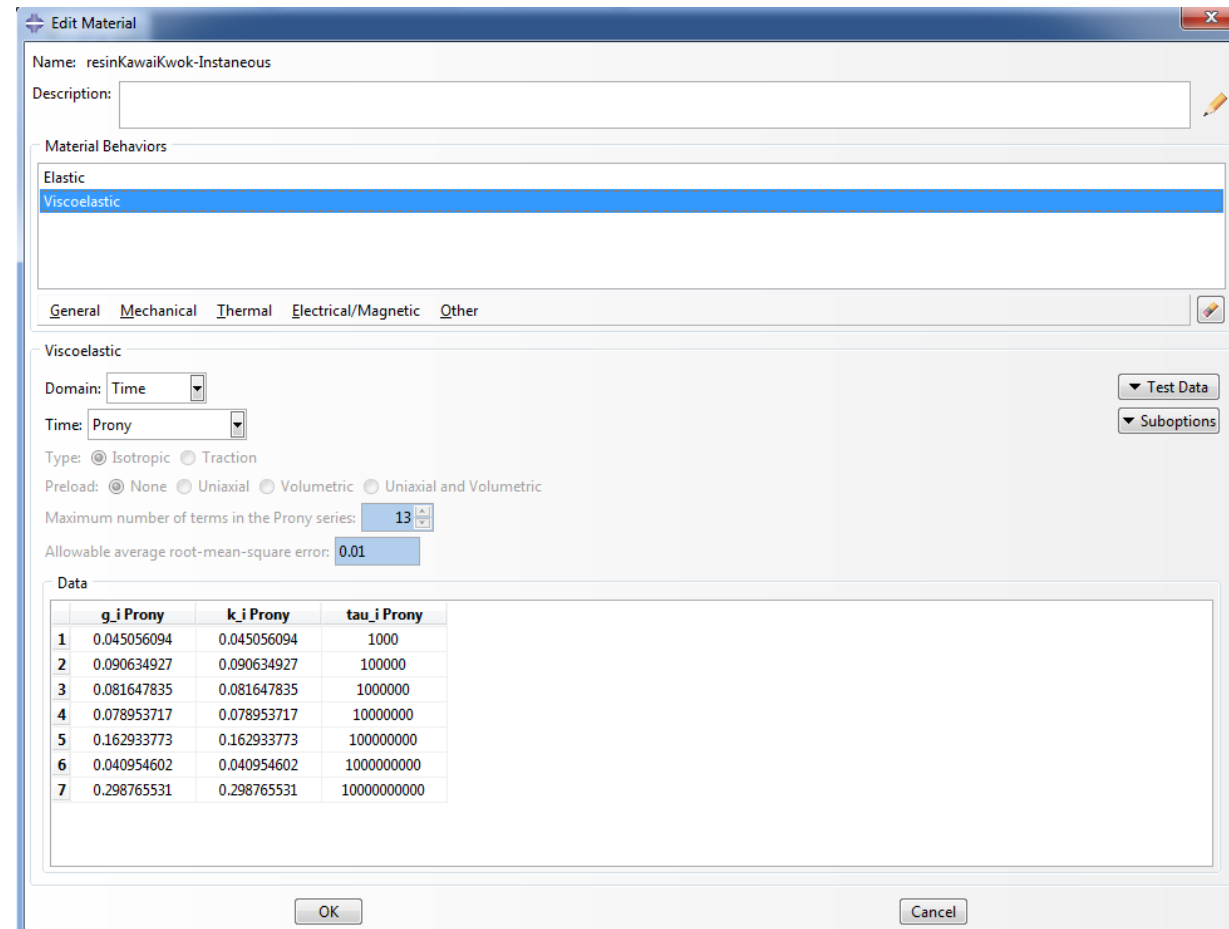 Edit Material
x
Name: resinKawaiKwok-Instaneous
Description:
Material Behaviors
Elastic
Viscoelastic
General Mechanical Thermal Electrical/Magnetic Other
Viscoelastic
Domain: Time
Test Data
Time: Prony
Suboptions
Type: Isotropic Traction
Preload: None Uniaxial Volumetric Uniaxial and Volumetric
Maximum number of terms in the Prony series: 13
Allowable average root-mean-square error: 0.01
Data
g_i Prony k_i Prony tau_i Prony
1 0.045056094 0.045056094 1000
2 0.090634927 0.090634927 100000
3 0.081647835 0.081647835 1000000
4 0.078953717 0.078953717 10000000
5 0.162933773 0.162933773 100000000
6 0.040954602 0.040954602 1000000000
7 0.298765531 0.298765531 10000000000
OK Cancel